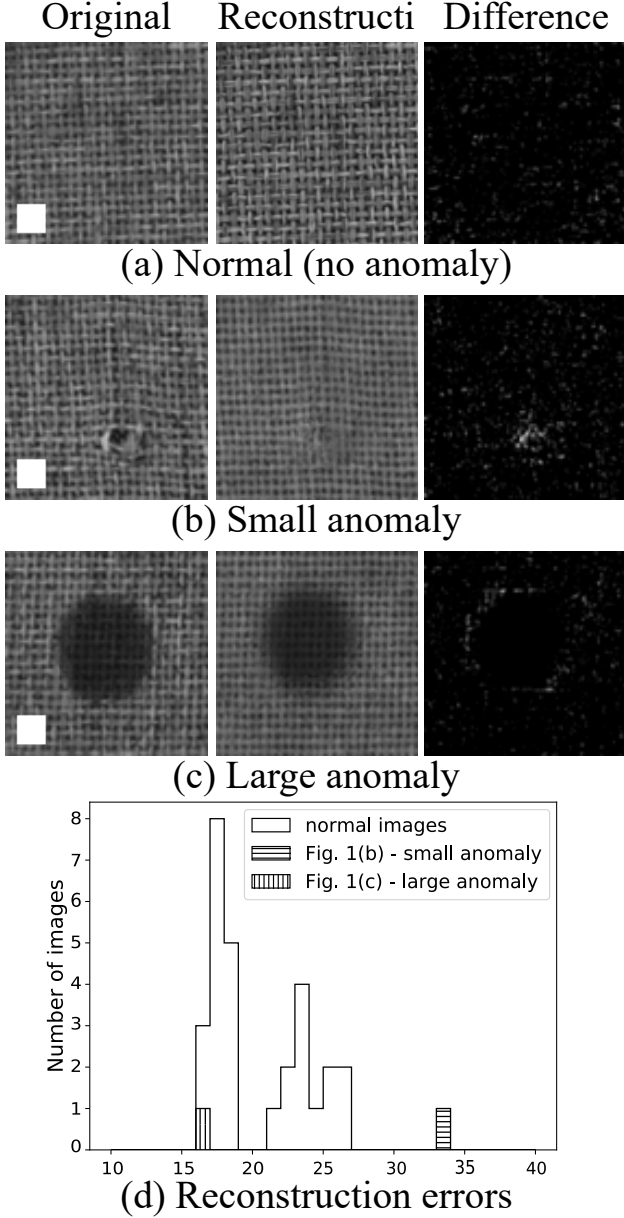 Original Reconstructi Difference
(a) Normal (no anomaly)
(b) Small anomaly
(c) Large anomaly
8
7
6
5
4
3
2
1
0
Number of images
normal images
Fig. 1(b) - small anomaly
Fig. 1(c) - large anomaly
10 15 20 25 30 35 40
(d) Reconstruction errors